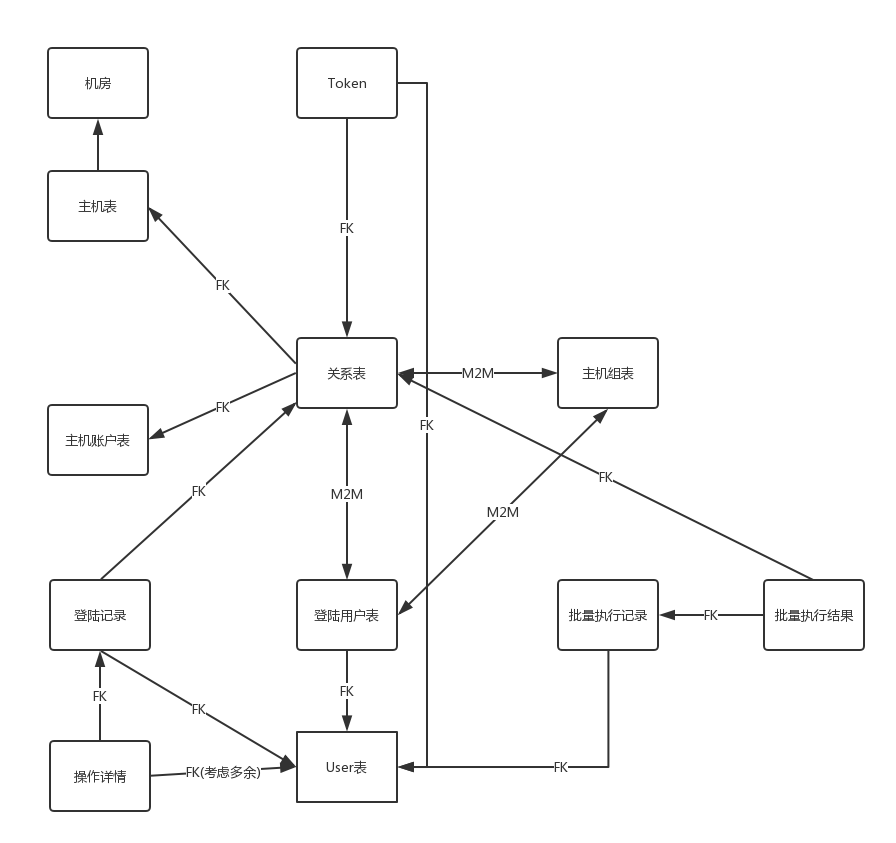 机房
Token
主机表
FK
FK
关系表
M2M
主机组表
FK
主机账户表
FK
FK
FK
M2M
M2M
登陆记录
登陆用户表
批量执行记录
FK
批量执行结果
FK
FK
FK
操作详情
FK(考虑多余)
User表
FK